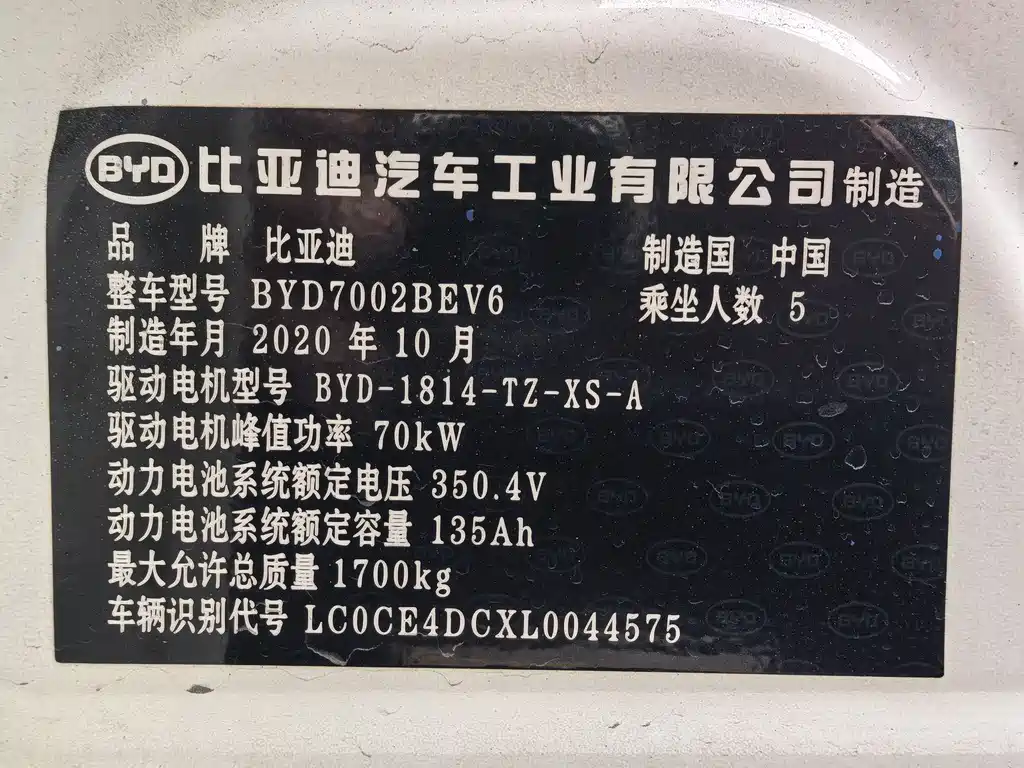 BYD 比亚迪汽车工业有限公司制造
品 牌 比亚迪 制造国 中国
整车型号 BYD7002BEV6 乘坐人数 5
制造年月 2020 年 10 月
驱动电机型号 BYD-1814-TZ-XS-A
驱动电机峰值功率 70kW
动力电池系统额定电压 350.4V
动力电池系统额定容量 135Ah
最大允许总质量 1700kg
车辆识别代号 LC0CE4DCXL0044575